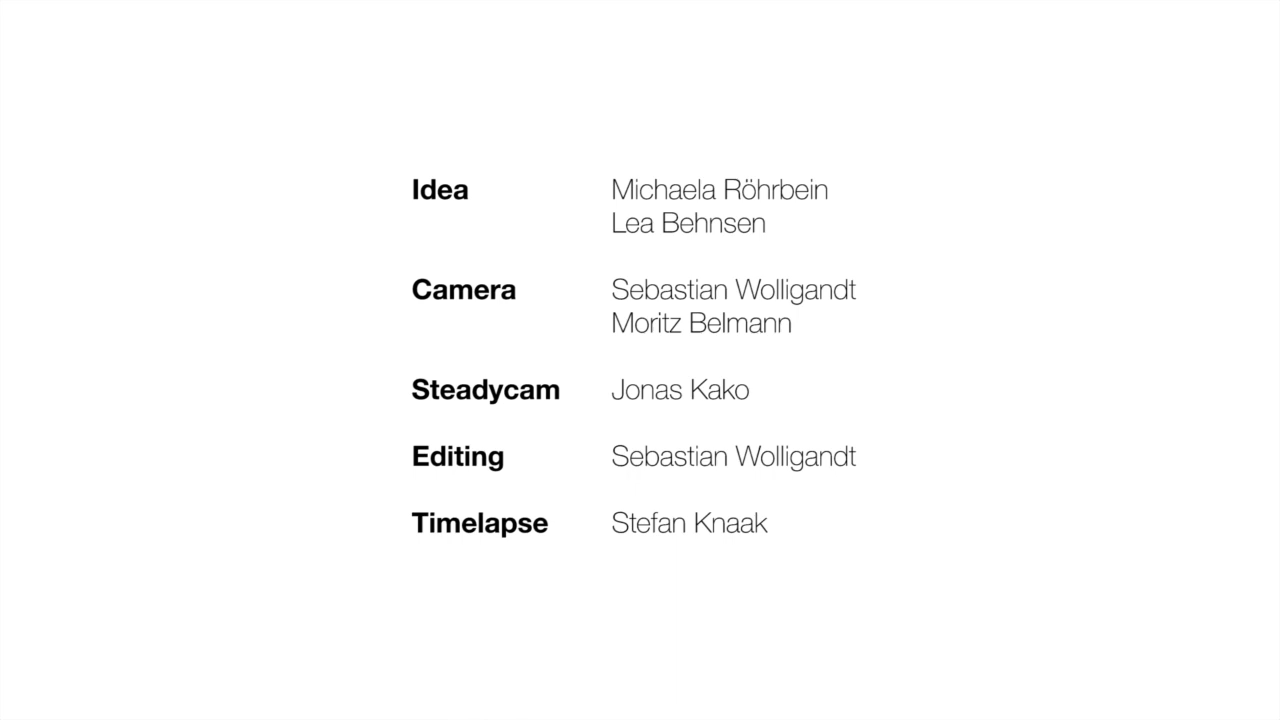 Idea Michaela Röhrbein
Lea Behnsen
Camera Sebastian Wolligandt
Moritz Belmann
Steadycam Jonas Kako
Editing Sebastian Wolligandt
Timelapse Stefan Knaak